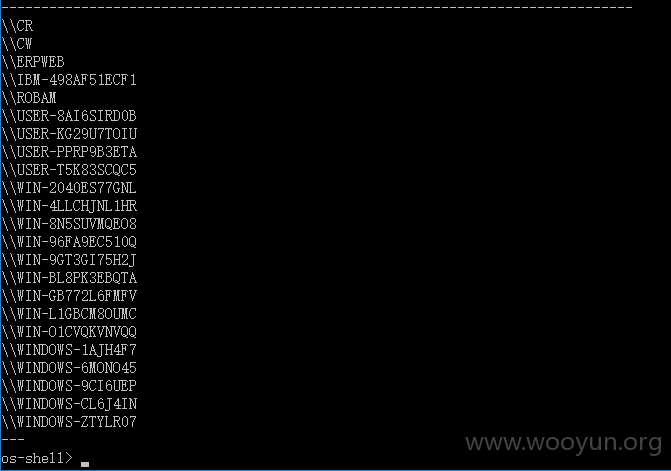 --------------------------------------------------------------------------------
\\CR
\\CW
\\ERPWEB
\\IBM-498AF51ECF1
\\ROBAM
\\USER-8AI6SIRD0B
\\USER-KG29U7TOIU
\\USER-PPRP9B3ETA
\\USER-T5K83SCQC5
\\WIN-2040ES77GNL
\\WIN-4LLCHJNL1HR
\\WIN-8N5SUVMQEO8
\\WIN-96FA9EC510Q
\\WIN-9GT3GI75H2J
\\WIN-BL8PK3EBQTA
\\WIN-GB772L6FMFV
\\WIN-L1GBCM8OUMC
\\WIN-O1CVQKVNVQQ
\\WINDOWS-1AJH4F7
\\WINDOWS-6MONO45
\\WINDOWS-9CI6UEP
\\WINDOWS-CL6J4IN
\\WINDOWS-ZTYLR07
---
os-shell>
www.wooyun.org